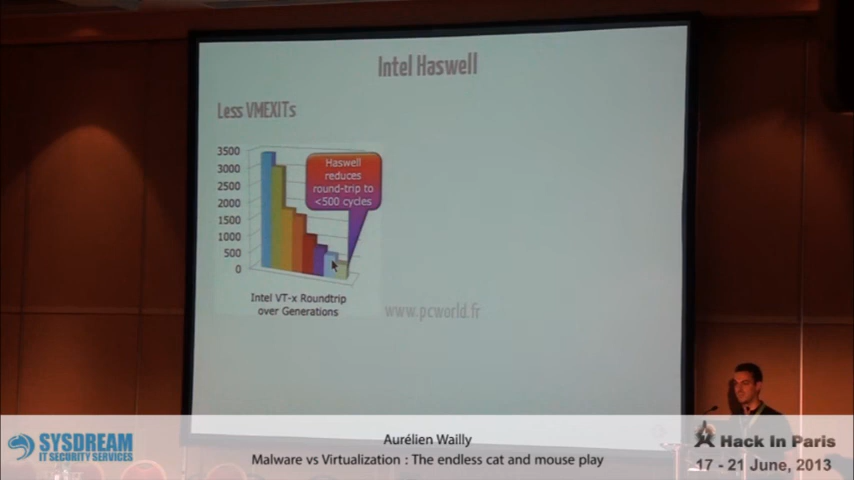 Intel Haswell
Less VMEXITs
3500
3000
2500
2000
1500
1000
500
0
Haswell
reduces
round-trip to
<500 cycles
Intel VT-x Roundtrip
over Generations
www.pcworld.fr
SYSDREAM
IT SECURITY SERVICES
Aurélien Wailly
Malware vs Virtualization : The endless cat and mouse play
Hack In Paris
17 - 21 June, 2013